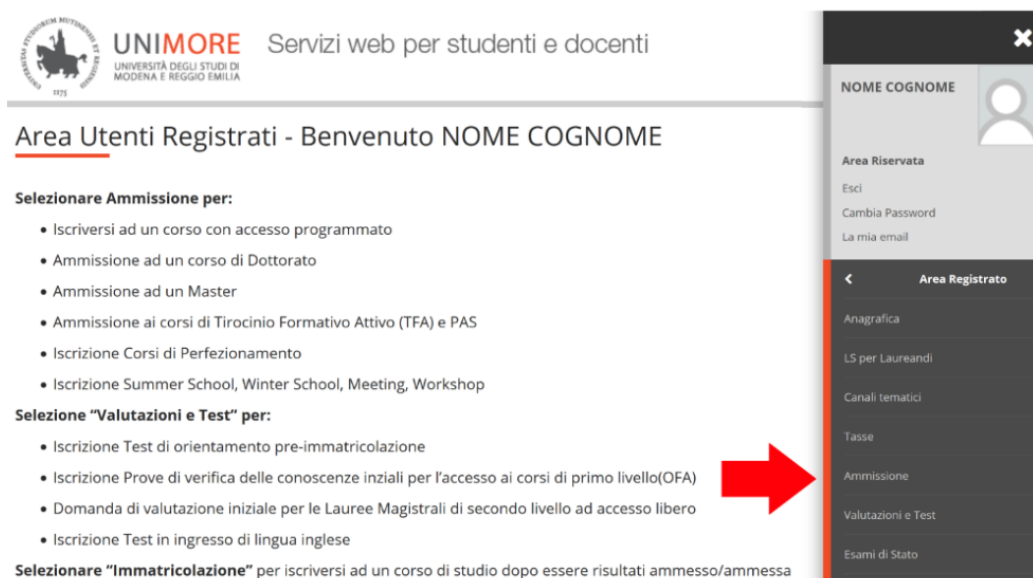 UNIVERSITAS STUDIORUM MUTINENSIS ET REGIENSIS
1175
UNIMORE
UNIVERSITÀ DEGLI STUDI DI
MODENA E REGGIO EMILIA
Servizi web per studenti e docenti
Area Utenti Registrati - Benvenuto NOME COGNOME
Selezionare Ammissione per:
• Iscriversi ad un corso con accesso programmato
• Ammissione ad un corso di Dottorato
• Ammissione ad un Master
• Ammissione ai corsi di Tirocinio Formativo Attivo (TFA) e PAS
• Iscrizione Corsi di Perfezionamento
• Iscrizione Summer School, Winter School, Meeting, Workshop
Selezione “Valutazioni e Test” per:
• Iscrizione Test di orientamento pre-immatricolazione
• Iscrizione Prove di verifica delle conoscenze inziali per l’accesso ai corsi di primo livello(OFA)
• Domanda di valutazione iniziale per le Lauree Magistrali di secondo livello ad accesso libero
• Iscrizione Test in ingresso di lingua inglese
Selezionare “Immatricolazione” per iscriversi ad un corso di studio dopo essere risultati ammesso/ammessa
NOME COGNOME
Area Riservata
Esci
Cambia Password
La mia email
Area Registrato
Anagrafica
LS per Laureandi
Canali tematici
Tasse
Ammissione
Valutazioni e Test
Esami di Stato